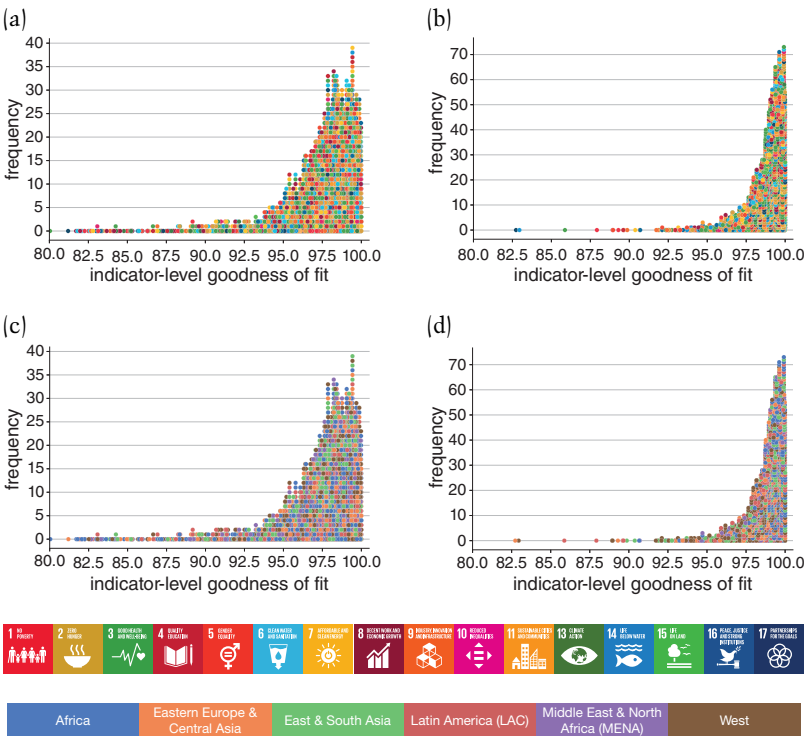 (a)
(b)
40
35
30
25
20
15
10
5
0
frequency
80.0 82.5 85.0 87.5 90.0 92.5 95.0 97.5 100.0
indicator-level goodness of fit
70
60
50
40
30
20
10
0
frequency
80.0 82.5 85.0 87.5 90.0 92.5 95.0 97.5 100.0
indicator-level goodness of fit
(c)
(d)
40
35
30
25
20
15
10
5
0
frequency
80.0 82.5 85.0 87.5 90.0 92.5 95.0 97.5 100.0
indicator-level goodness of fit
70
60
50
40
30
20
10
0
frequency
80.0 82.5 85.0 87.5 90.0 92.5 95.0 97.5 100.0
indicator-level goodness of fit
1 NO
POVERTY
2 ZERO
HUNGER
3 GOOD HEALTH
AND WELL-BEING
4 QUALITY
EDUCATION
5 GENDER
EQUALITY
6 CLEAN WATER
AND SANITATION
7 AFFORDABLE AND
CLEAN ENERGY
8 DECENT WORK AND
ECONOMIC GROWTH
9 INDUSTRY, INNOVATION
AND INFRASTRUCTURE
10 REDUCED
INEQUALITIES
11 SUSTAINABLE CITIES
AND COMMUNITIES
13 CLIMATE
ACTION
14 LIFE
BELOW WATER
15 LIFE
ON LAND
16 PEACE, JUSTICE
AND STRONG
INSTITUTIONS
17 PARTNERSHIPS
FOR THE GOALS
Africa
Eastern Europe &
Central Asia
East & South Asia
Latin America (LAC)
Middle East & North
Africa (MENA)
West